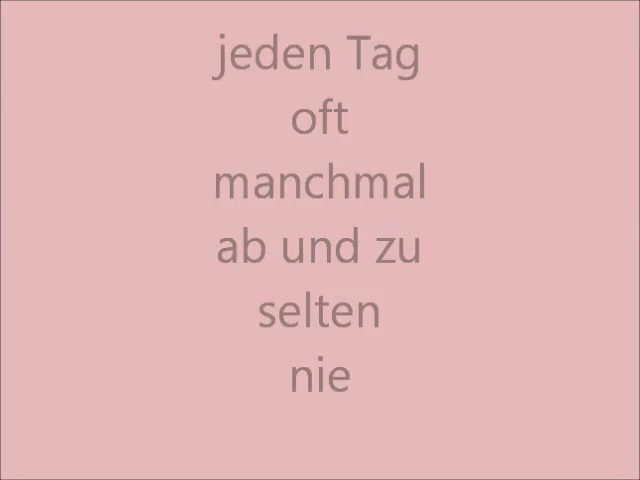 jeden Tag
oft
manchmal
ab und zu
selten
nie